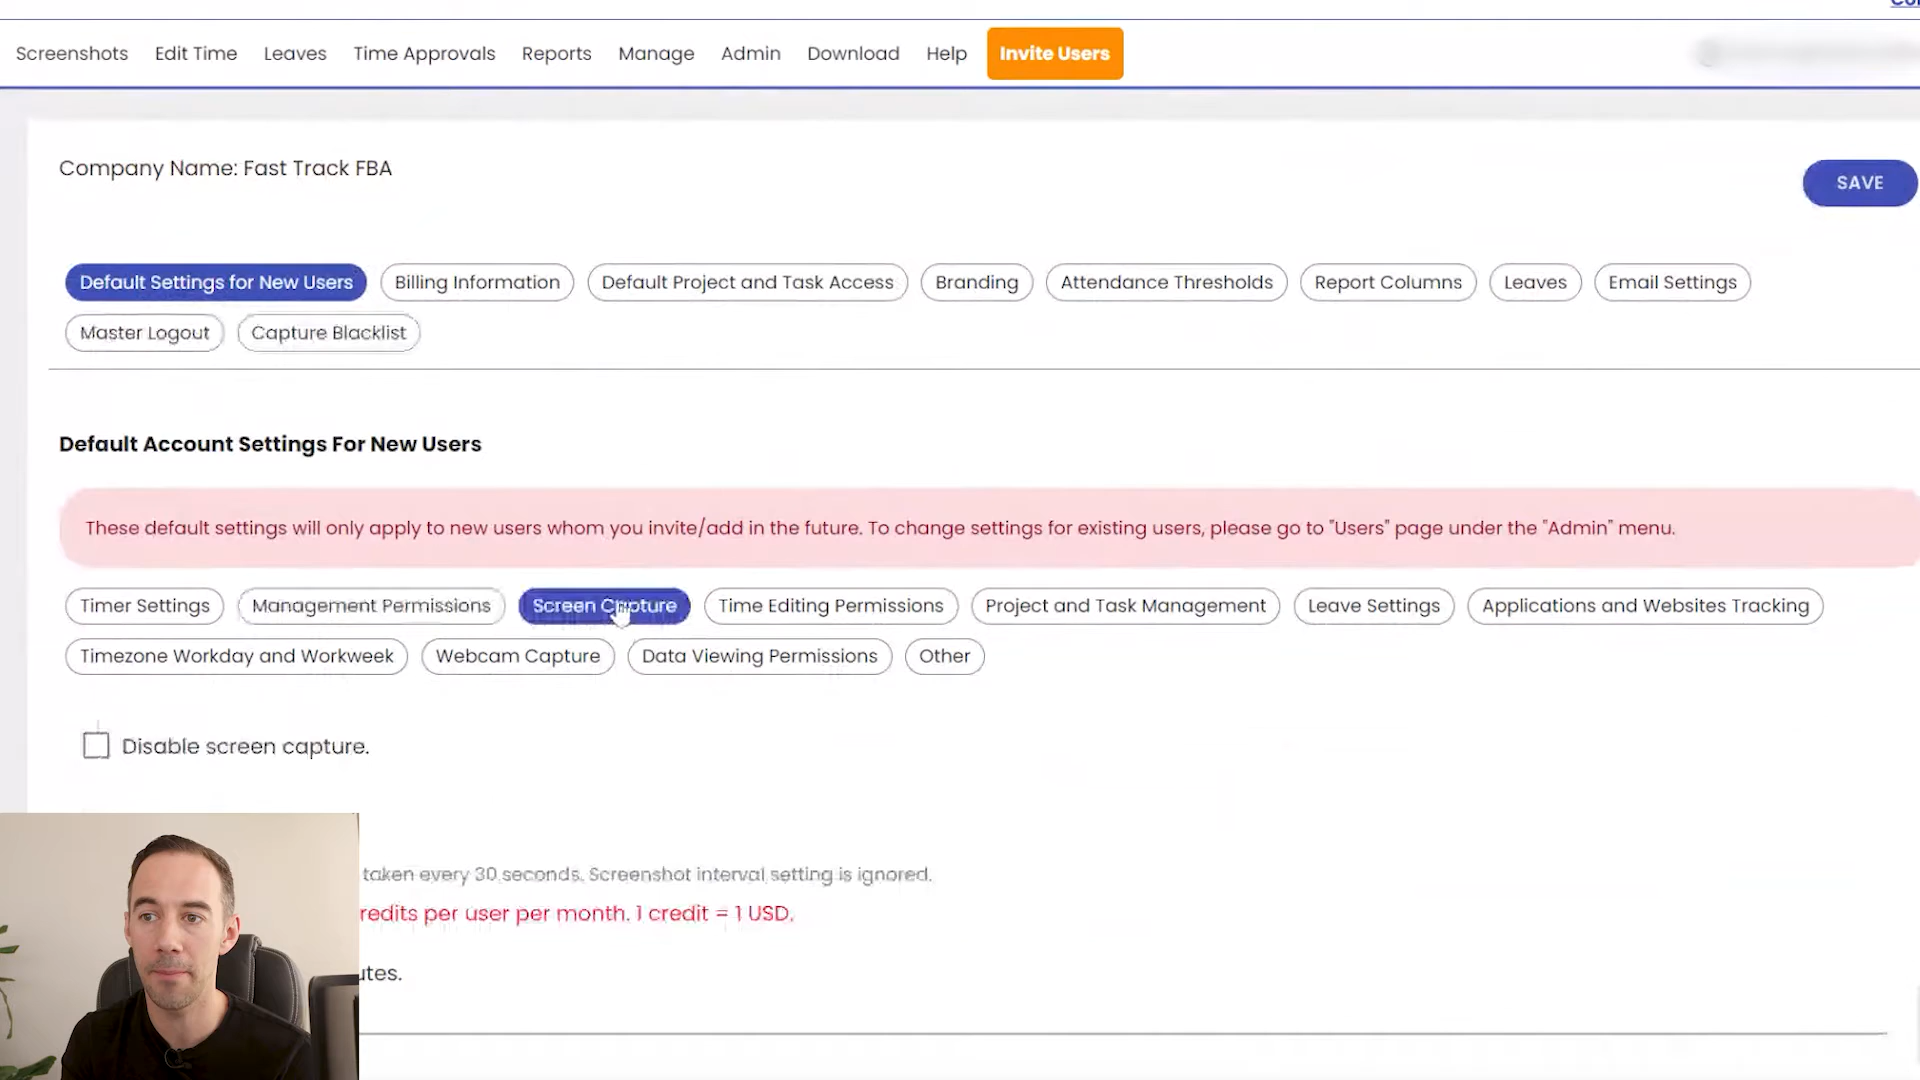 Screenshots Edit Time Leaves Time Approvals Reports Manage Admin Download Help Invite Users
Company Name: Fast Track FBA
SAVE
Default Settings for New Users Billing Information Default Project and Task Access Branding Attendance Thresholds Report Columns Leaves Email Settings
Master Logout Capture Blacklist
Default Account Settings For New Users
These default settings will only apply to new users whom you invite/add in the future. To change settings for existing users, please go to "Users" page under the "Admin" menu.
Timer Settings Management Permissions Screen Capture Time Editing Permissions Project and Task Management Leave Settings Applications and Websites Tracking
Timezone Workday and Workweek Webcam Capture Data Viewing Permissions Other
Disable screen capture.
taken every 30 seconds. Screenshot interval setting is ignored.
redits per user per month. 1 credit = 1 USD.
utes.